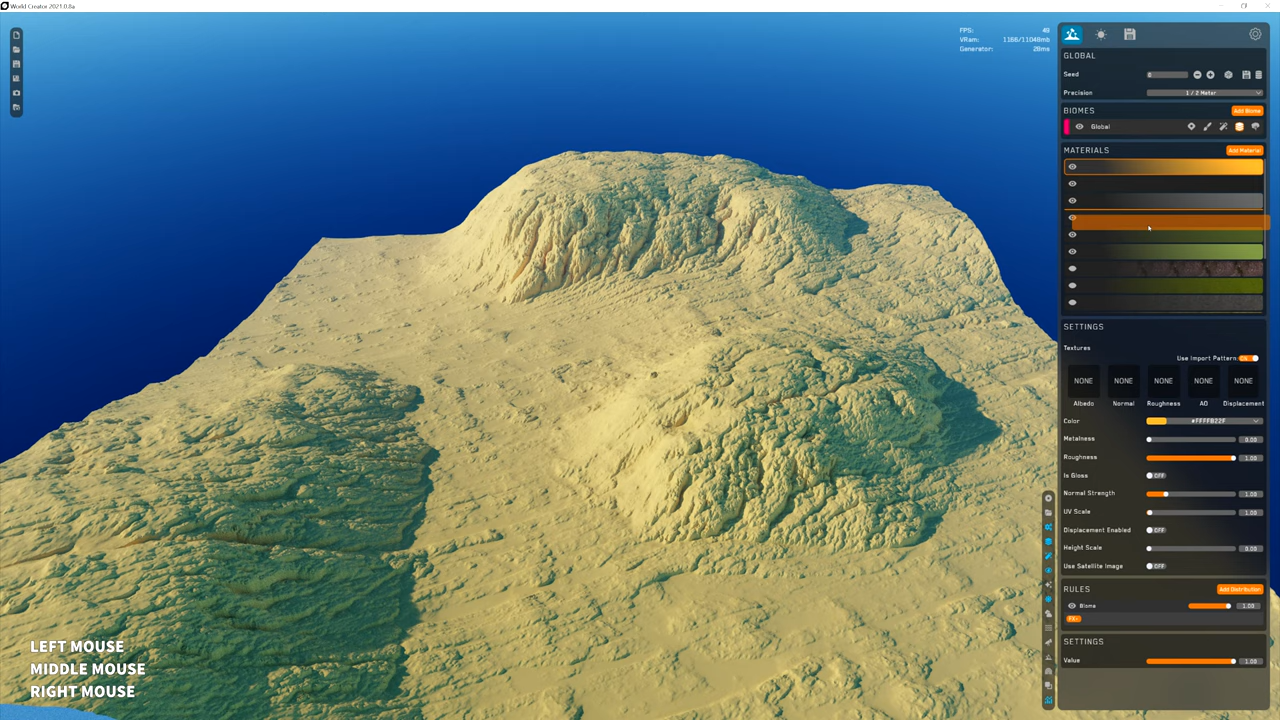 World Creator 2021.0.8a
FPS: 49
VRam: 1166/11048mb
Generator: 28ms
GLOBAL
Seed 0
Precision 1 / 2 Meter
BIOMES Add Biome
Global
MATERIALS Add Material
SETTINGS
Textures
Use Import Pattern: ON
NONE NONE NONE NONE NONE
Albedo Normal Roughness AO Displacement
Color #FFFFB22F
Metalness 0.00
Roughness 1.00
Is Gloss OFF
Normal Strength 1.00
UV Scale 1.00
Displacement Enabled OFF
Height Scale 0.00
Use Satellite Image OFF
RULES Add Distribution
Biome 1.00
FX-
SETTINGS
Value 1.00
LEFT MOUSE
MIDDLE MOUSE
RIGHT MOUSE